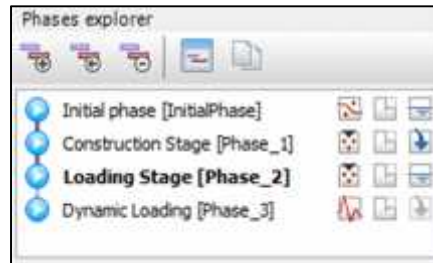 Phases explorer
Initial phase [InitialPhase]
Construction Stage [Phase_1]
Loading Stage [Phase_2]
Dynamic Loading [Phase_3]